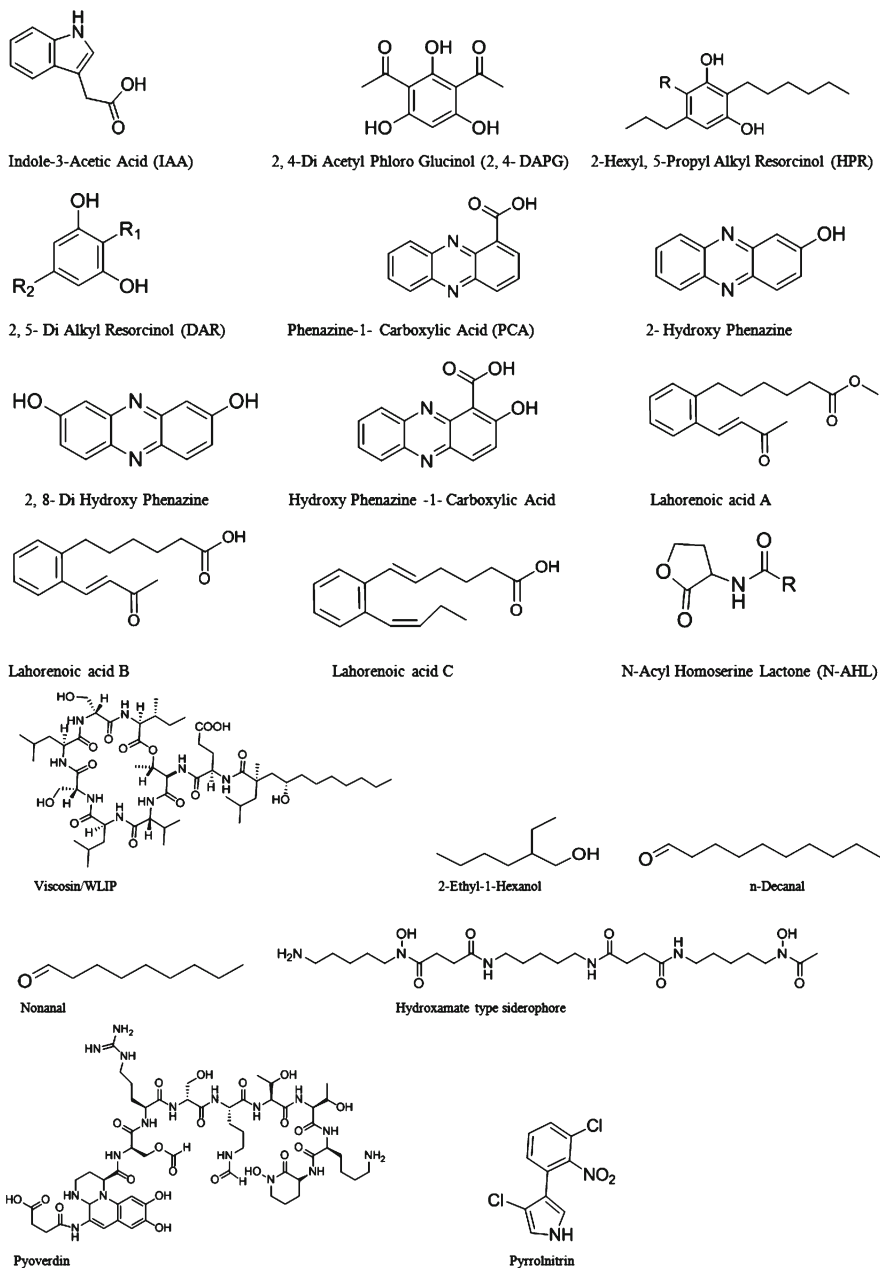 Indole-3-Acetic Acid (IAA)
2, 4-Di Acetyl Phloro Glucinol (2, 4- DAPG)
2-Hexyl, 5-Propyl Alkyl Resorcinol (HPR)
2, 5- Di Alkyl Resorcinol (DAR)
Phenazine-1- Carboxylic Acid (PCA)
2- Hydroxy Phenazine
2, 8- Di Hydroxy Phenazine
Hydroxy Phenazine -1- Carboxylic Acid
Lahorenoic acid A
Lahorenoic acid B
Lahorenoic acid C
N-Acyl Homoserine Lactone (N-AHL)
Viscosin/WLIP
2-Ethyl-1-Hexanol
n-Decanal
Nonanal
Hydroxamate type siderophore
Pyoverdin
Pyrrolnitrin